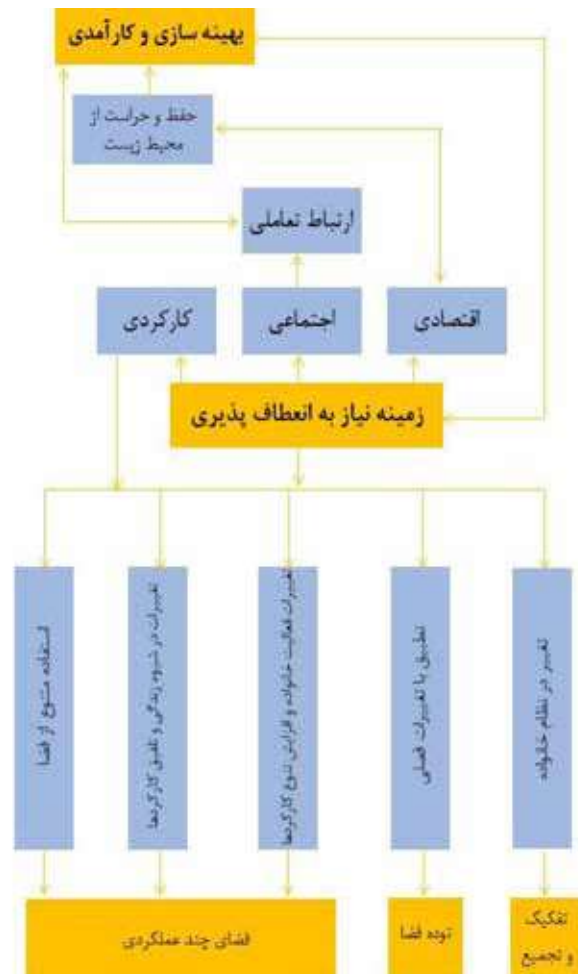 بهینه سازی و کارآمدی
حفظ و حراست از
محیط زیست
ارتباط تعاملی
اقتصادی
اجتماعی
کارکردی
زمینه نیاز به انعطاف پذیری
تغییر در نظام خانواده
تطبیق با تغییرات فصلی
تغییرات فعالیت خانواده و افزایش تنوع کارکردها
تغییرات در شیوه زندگی و تلفیق کارکردها
استفاده متنوع از فضا
تفکیک
و تجمیع
توده فضا
فضای چند عملکردی